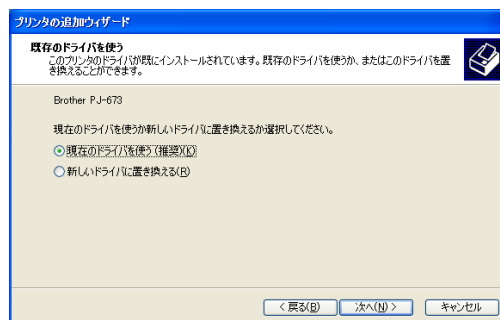 プリンタの追加ウィザード
既存のドライバを使う
このプリンタのドライバが既にインストールされています。既存のドライバを使うか、またはこのドライバを置
き換えることができます。
Brother PJ-673
現在のドライバを使うか新しいドライバに置き換えるか選択してください。
現在のドライバを使う(推奨)(K)
新しいドライバに置き換える(R)
< 戻る(B)
次へ(N) >
キャンセル